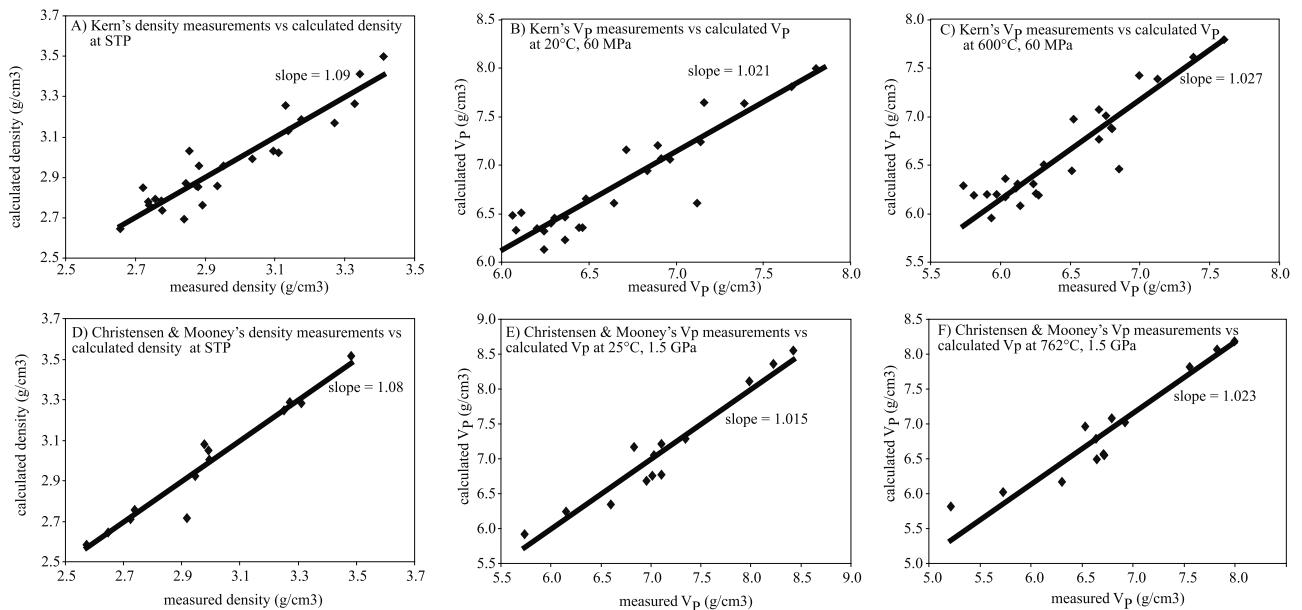 A) Kern's density measurements vs calculated density
at STP
slope = 1.09
calculated density (g/cm3)
3.7
3.5
3.3
3.1
2.9
2.7
2.5
2.5
2.7
2.9
3.1
3.3
3.5
measured density (g/cm3)
B) Kern's VP measurements vs calculated VP
at 20°C, 60 MPa
slope = 1.021
calculated VP (g/cm3)
8.5
8.0
7.5
7.0
6.5
6.0
6.0
6.5
7.0
7.5
8.0
measured VP (g/cm3)
C) Kern's VP measurements vs calculated VP
at 600°C, 60 MPa
slope = 1.027
calculated VP (g/cm3)
8.0
7.5
7.0
6.5
6.0
5.5
5.5
6.0
6.5
7.0
7.5
8.0
measured VP (g/cm3)
D) Christensen & Mooney's density measurements vs
calculated density at STP
slope = 1.08
calculated density (g/cm3)
3.7
3.5
3.3
3.1
2.9
2.7
2.5
2.5
2.7
2.9
3.1
3.3
3.5
3.7
measured density (g/cm3)
E) Christensen & Mooney's Vp measurements vs
calculated Vp at 25°C, 1.5 GPa
slope = 1.015
calculated VP (g/cm3)
9.0
8.5
8.0
7.5
7.0
6.5
6.0
5.5
5.5
6.0
6.5
7.0
7.5
8.0
8.5
9.0
measured VP (g/cm3)
F) Christensen & Mooney's Vp measurements vs
calculated Vp at 762°C, 1.5 GPa
slope = 1.023
calculated VP (g/cm3)
8.5
8.0
7.5
7.0
6.5
6.0
5.5
5.0
5.0
5.5
6.0
6.5
7.0
7.5
8.0
measured VP (g/cm3)